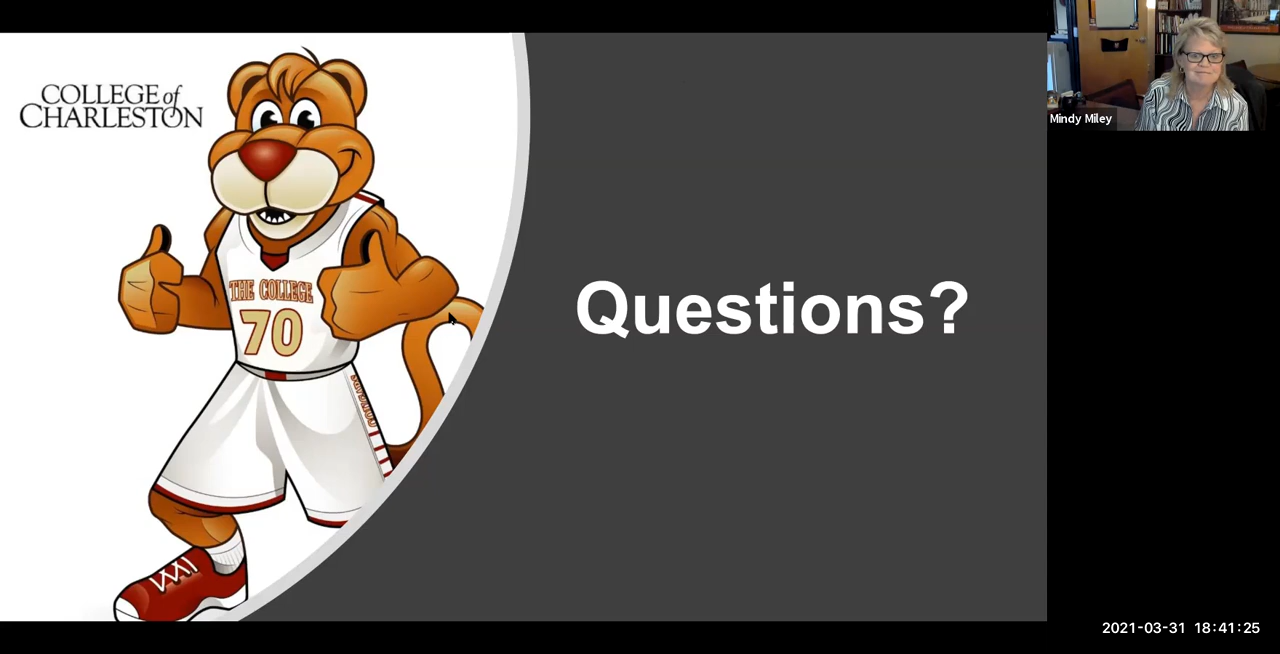 COLLEGE of
CHARLESTON
Mindy Miley
THE COLLEGE
70
Questions?
2021-03-31 18:41:25